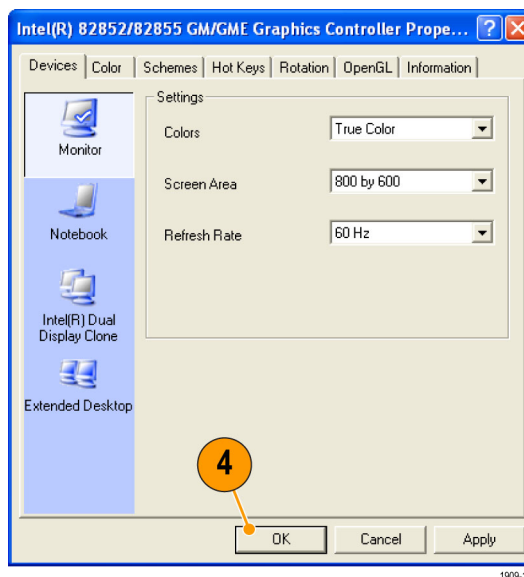 Intel(R) 82852/82855 GM/GME Graphics Controller Prope...
Devices Color Schemes Hot Keys Rotation OpenGL Information
Settings
Monitor
Colors True Color
Screen Area 800 by 600
Notebook
Refresh Rate 60 Hz
Intel(R) Dual
Display Clone
Extended Desktop
4
OK Cancel Apply